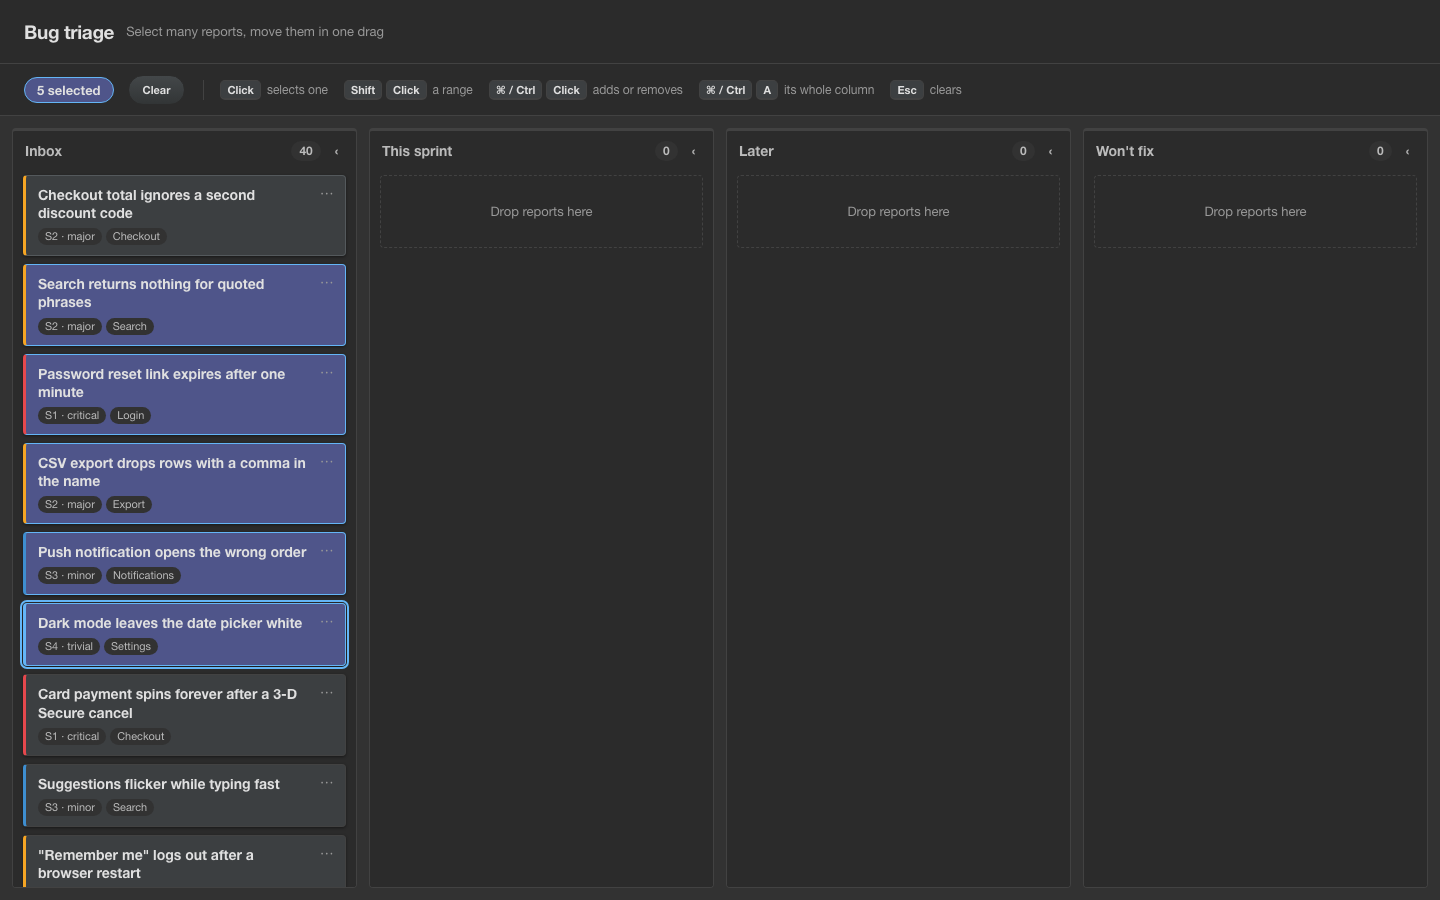 Bug triage Select many reports, move them in one drag
5 selected Clear Click selects one Shift Click a range ⌘ / Ctrl Click adds or removes ⌘ / Ctrl A its whole column Esc clears
Inbox 40 ‹
Checkout total ignores a second ···
discount code
S2 · major Checkout
Search returns nothing for quoted ···
phrases
S2 · major Search
Password reset link expires after one ···
minute
S1 · critical Login
CSV export drops rows with a comma in ···
the name
S2 · major Export
Push notification opens the wrong order ···
S3 · minor Notifications
Dark mode leaves the date picker white ···
S4 · trivial Settings
Card payment spins forever after a 3-D ···
Secure cancel
S1 · critical Checkout
Suggestions flicker while typing fast ···
S3 · minor Search
"Remember me" logs out after a ···
browser restart
This sprint 0 ‹
Drop reports here
Later 0 ‹
Drop reports here
Won't fix 0 ‹
Drop reports here